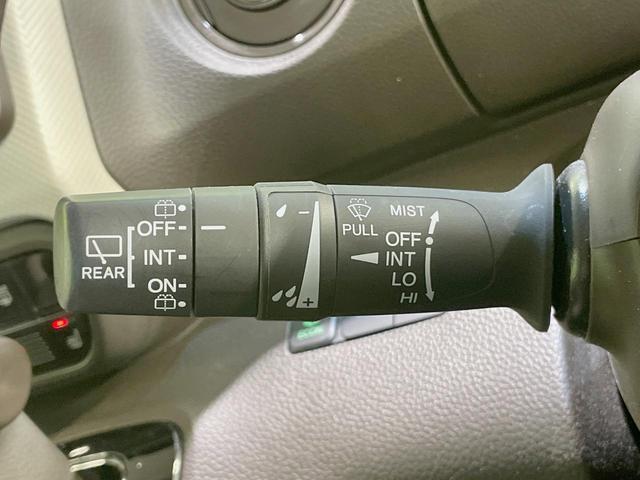 REAR
OFF
INT
ON
−
+
PULL
MIST
OFF
INT
LO
HI